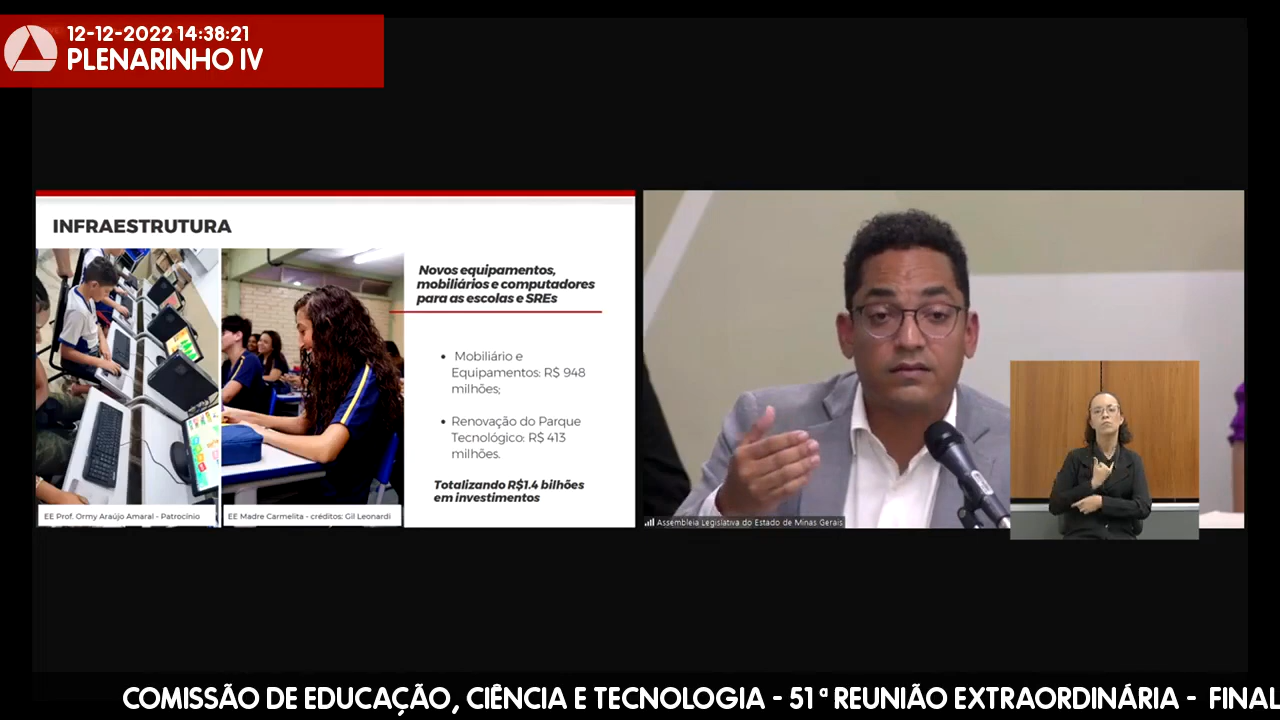 12-12-2022 14:38:21
PLENARINHO IV
INFRAESTRUTURA
Novos equipamentos,
mobiliários e computadores
para as escolas e SREs
• Mobiliário e
Equipamentos: R$ 948
milhões;
• Renovação do Parque
Tecnológico: R$ 413
milhões.
Totalizando R$1.4 bilhões
em investimentos
EE Prof. Ormy Araújo Amaral - Patrocínio
EE Madre Carmelita - créditos: Gil Leonardi
Assembleia Legislativa do Estado de Minas Gerais
COMISSÃO DE EDUCAÇÃO, CIÊNCIA E TECNOLOGIA - 51ª REUNIÃO EXTRAORDINÁRIA - FINAL